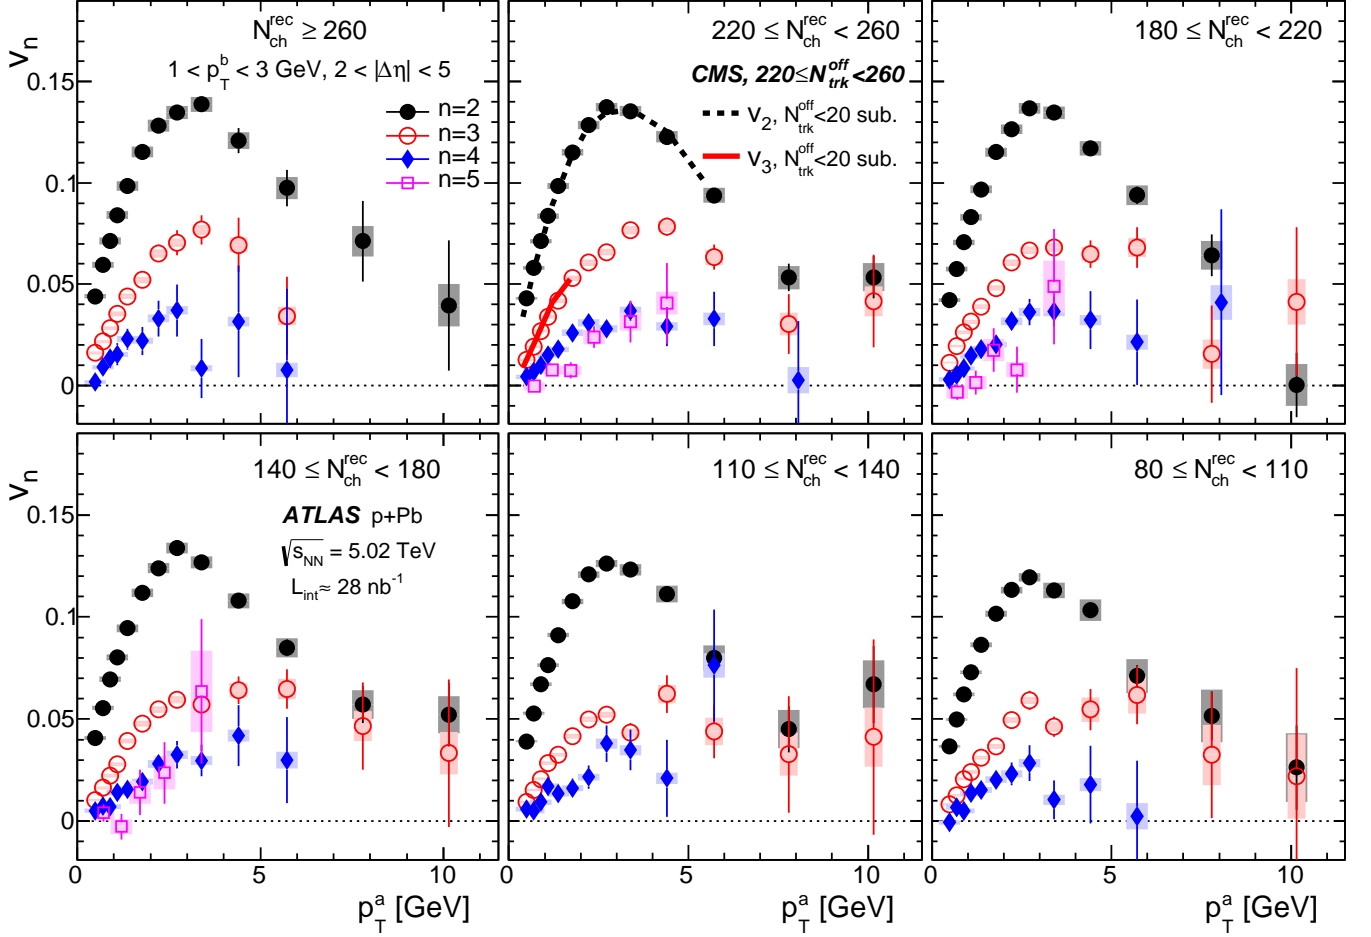 v_n
N_ch^rec ≥ 260
1 < p_T^b < 3 GeV, 2 < |Δη| < 5
n=2
n=3
n=4
n=5
0.15
0.1
0.05
0
220 ≤ N_ch^rec < 260
CMS, 220≤N_trk^off<260
v_2, N_trk^off<20 sub.
v_3, N_trk^off<20 sub.
180 ≤ N_ch^rec < 220
v_n
140 ≤ N_ch^rec < 180
ATLAS p+Pb
√s_NN = 5.02 TeV
L_int ≈ 28 nb^-1
0.15
0.1
0.05
0
110 ≤ N_ch^rec < 140
80 ≤ N_ch^rec < 110
0 5 10
0 5 10
0 5 10
p_T^a [GeV]
p_T^a [GeV]
p_T^a [GeV]